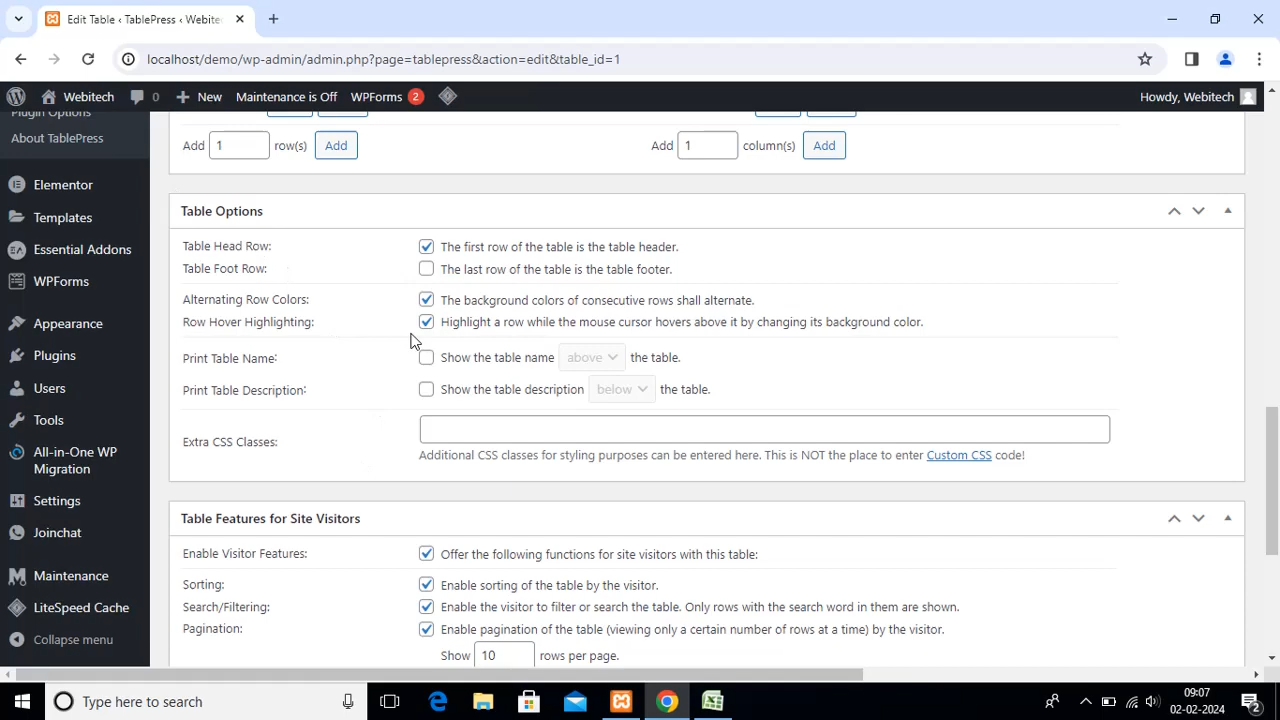 Edit Table ‹ TablePress ‹ Webitec
localhost/demo/wp-admin/admin.php?page=tablepress&action=edit&table_id=1
Webitech 0 New Maintenance is Off WPForms 2 Howdy, Webitech
Plugin Options
About TablePress
Elementor
Templates
Essential Addons
WPForms
Appearance
Plugins
Users
Tools
All-in-One WP
Migration
Settings
Joinchat
Maintenance
LiteSpeed Cache
Collapse menu
Add 1 row(s) Add Add 1 column(s) Add
Table Options
Table Head Row: The first row of the table is the table header.
Table Foot Row: The last row of the table is the table footer.
Alternating Row Colors: The background colors of consecutive rows shall alternate.
Row Hover Highlighting: Highlight a row while the mouse cursor hovers above it by changing its background color.
Print Table Name: Show the table name above the table.
Print Table Description: Show the table description below the table.
Extra CSS Classes:
Additional CSS classes for styling purposes can be entered here. This is NOT the place to enter Custom CSS code!
Table Features for Site Visitors
Enable Visitor Features: Offer the following functions for site visitors with this table:
Sorting: Enable sorting of the table by the visitor.
Search/Filtering: Enable the visitor to filter or search the table. Only rows with the search word in them are shown.
Pagination: Enable pagination of the table (viewing only a certain number of rows at a time) by the visitor.
Show 10 rows per page.
Type here to search
09:07
02-02-2024
2